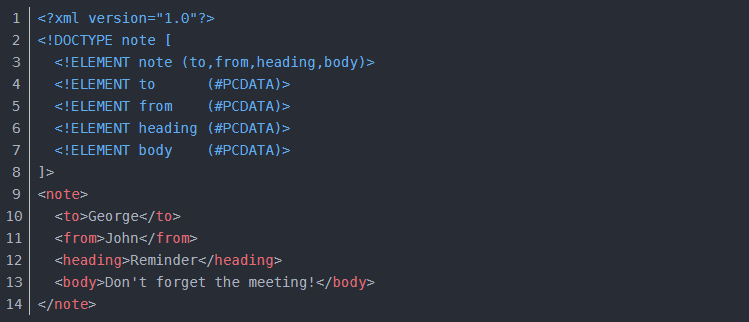 1 <?xml version="1.0"?>
2 <!DOCTYPE note [
3   <!ELEMENT note (to,from,heading,body)>
4   <!ELEMENT to      (#PCDATA)>
5   <!ELEMENT from    (#PCDATA)>
6   <!ELEMENT heading (#PCDATA)>
7   <!ELEMENT body    (#PCDATA)>
8 ]>
9 <note>
10   <to>George</to>
11   <from>John</from>
12   <heading>Reminder</heading>
13   <body>Don't forget the meeting!</body>
14 </note>